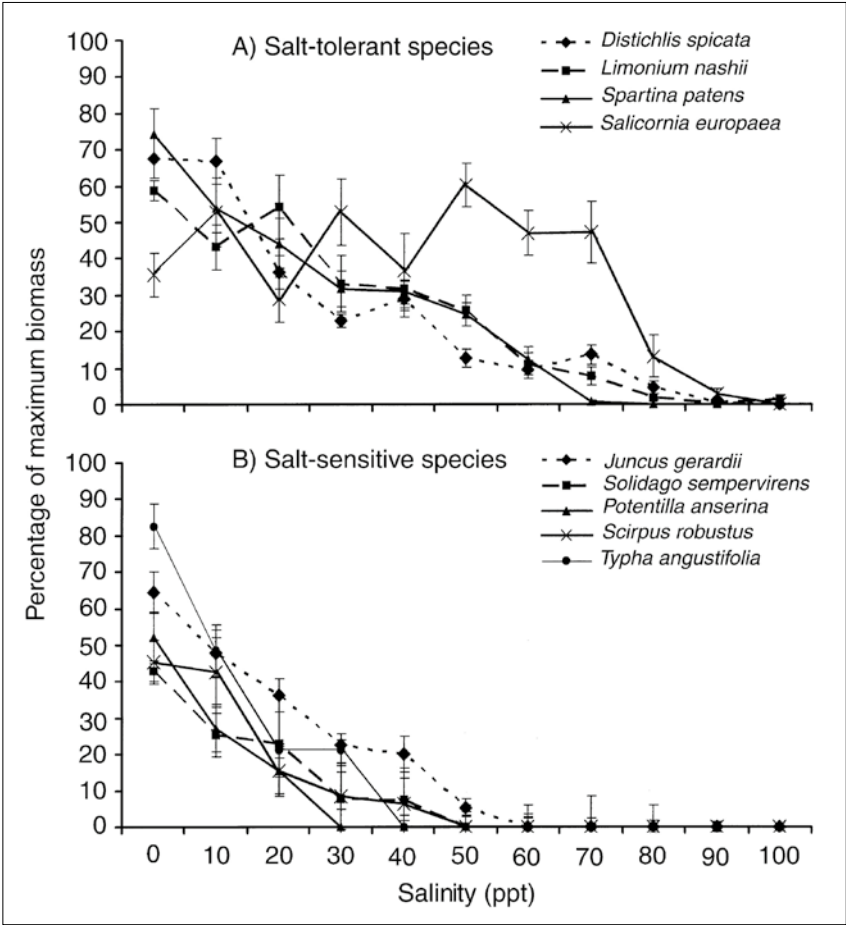 Percentage of maximum biomass
A) Salt-tolerant species
Distichlis spicata
Limonium nashii
Spartina patens
Salicornia europaea
100
90
80
70
60
50
40
30
20
10
0
B) Salt-sensitive species
Juncus gerardii
Solidago sempervirens
Potentilla anserina
Scirpus robustus
Typha angustifolia
100
90
80
70
60
50
40
30
20
10
0
0 10 20 30 40 50 60 70 80 90 100
Salinity (ppt)